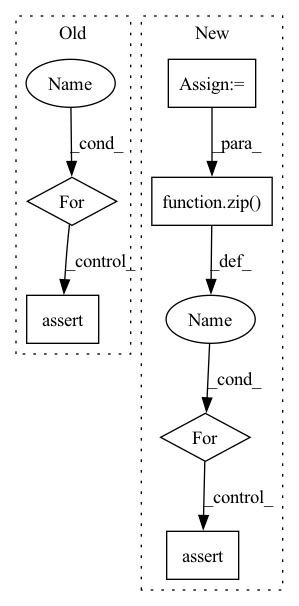 Old
New
Name
Assign:=
_cond_
_para_
For
function.zip()
_control_
_def_
assert
Name
_cond_
For
_control_
assert